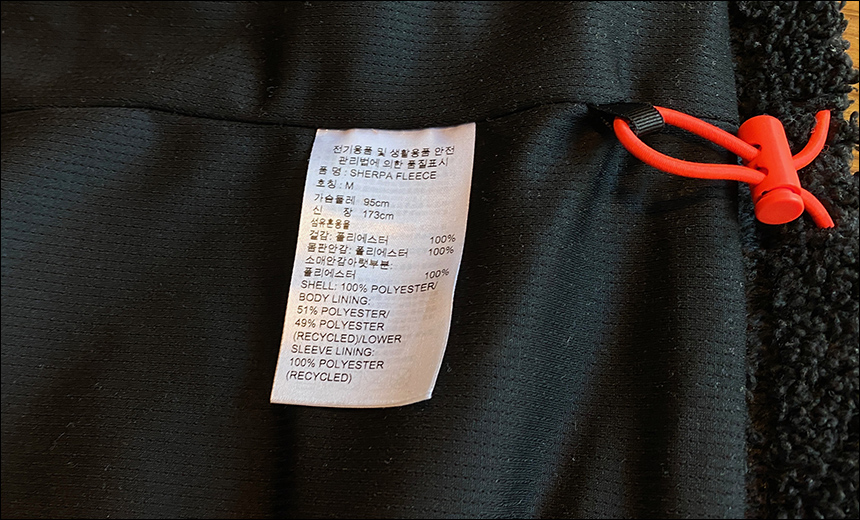 전기용품 및 생활용품 안전
관리법에 의한 품질표시
품 명 : SHERPA FLEECE
호칭 : M
가슴둘레 95cm
신 장 173cm
섬유혼용율
겉감: 폴리에스터 100%
몸판안감: 폴리에스터 100%
소매안감아랫부분:
폴리에스터 100%
SHELL: 100% POLYESTER/
BODY LINING:
51% POLYESTER/
49% POLYESTER
(RECYCLED)/LOWER
SLEEVE LINING:
100% POLYESTER
(RECYCLED)